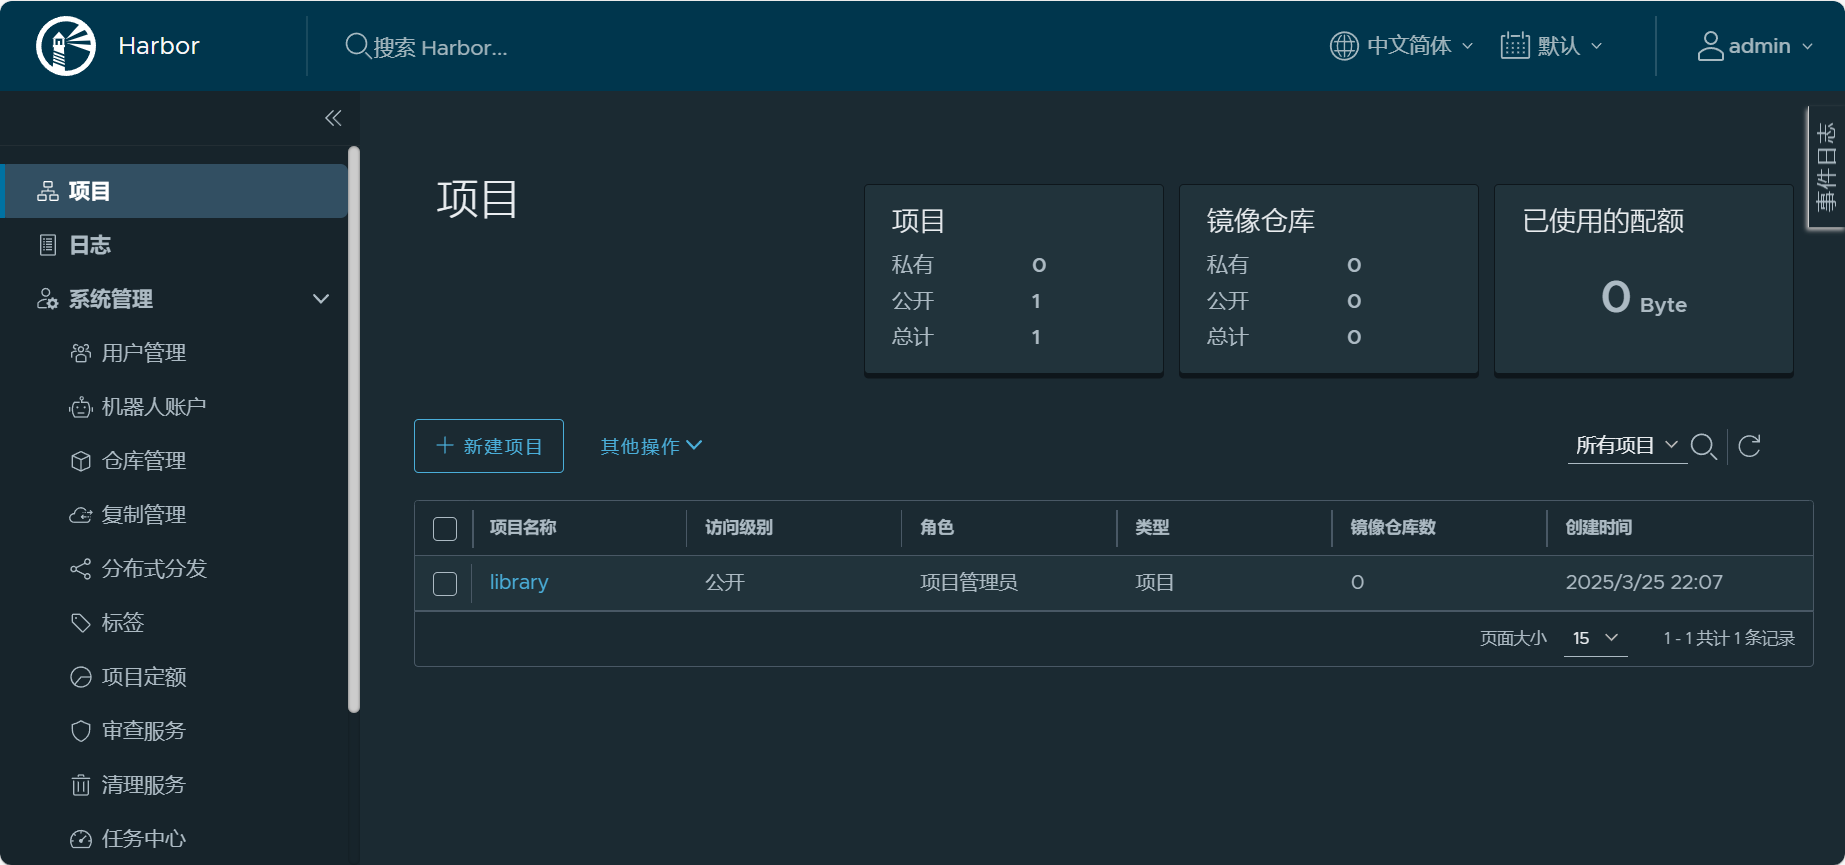 Harbor
搜索 Harbor...
中文简体
默认
admin
事件日志
项目
日志
系统管理
用户管理
机器人账户
仓库管理
复制管理
分布式分发
标签
项目定额
审查服务
清理服务
任务中心
项目
项目
私有 0
公开 1
总计 1
镜像仓库
私有 0
公开 0
总计 0
已使用的配额
0 Byte
新建项目
其他操作
所有项目
项目名称 访问级别 角色 类型 镜像仓库数 创建时间
library 公开 项目管理员 项目 0 2025/3/25 22:07
页面大小 15 1 - 1 共计 1 条记录